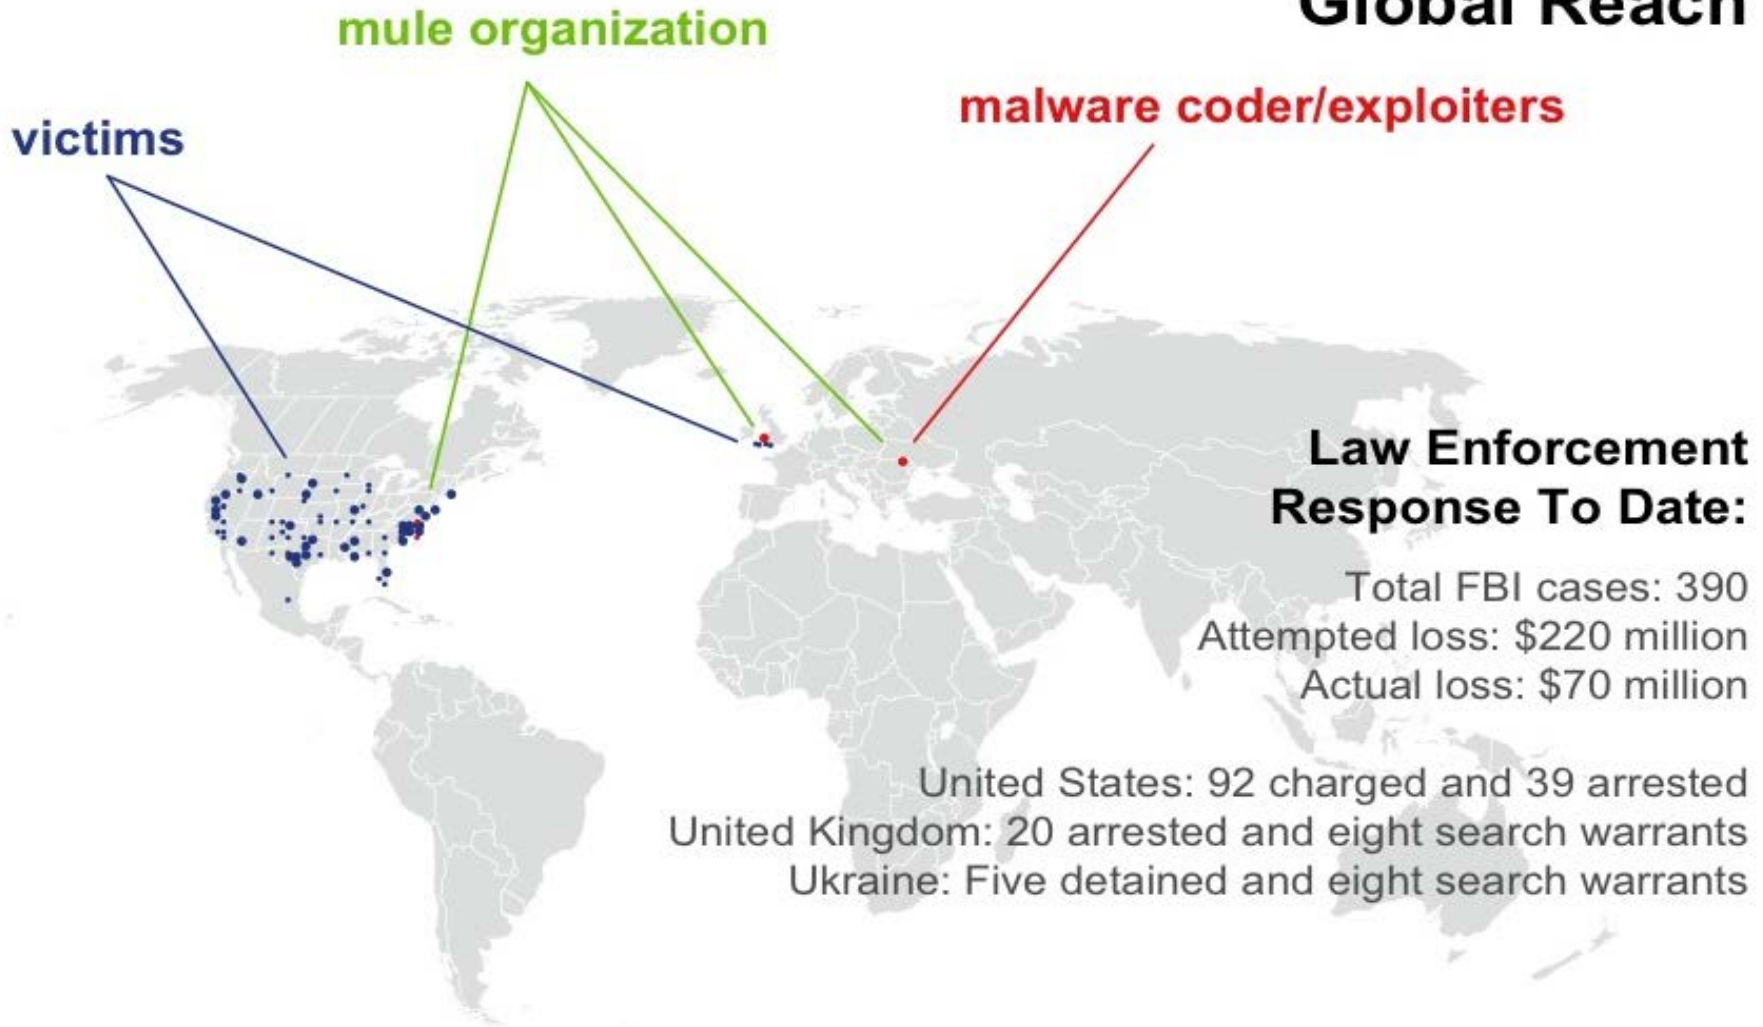 Global Reach
mule organization
malware coder/exploiters
victims
Law Enforcement
Response To Date:
Total FBI cases: 390
Attempted loss: $220 million
Actual loss: $70 million
United States: 92 charged and 39 arrested
United Kingdom: 20 arrested and eight search warrants
Ukraine: Five detained and eight search warrants